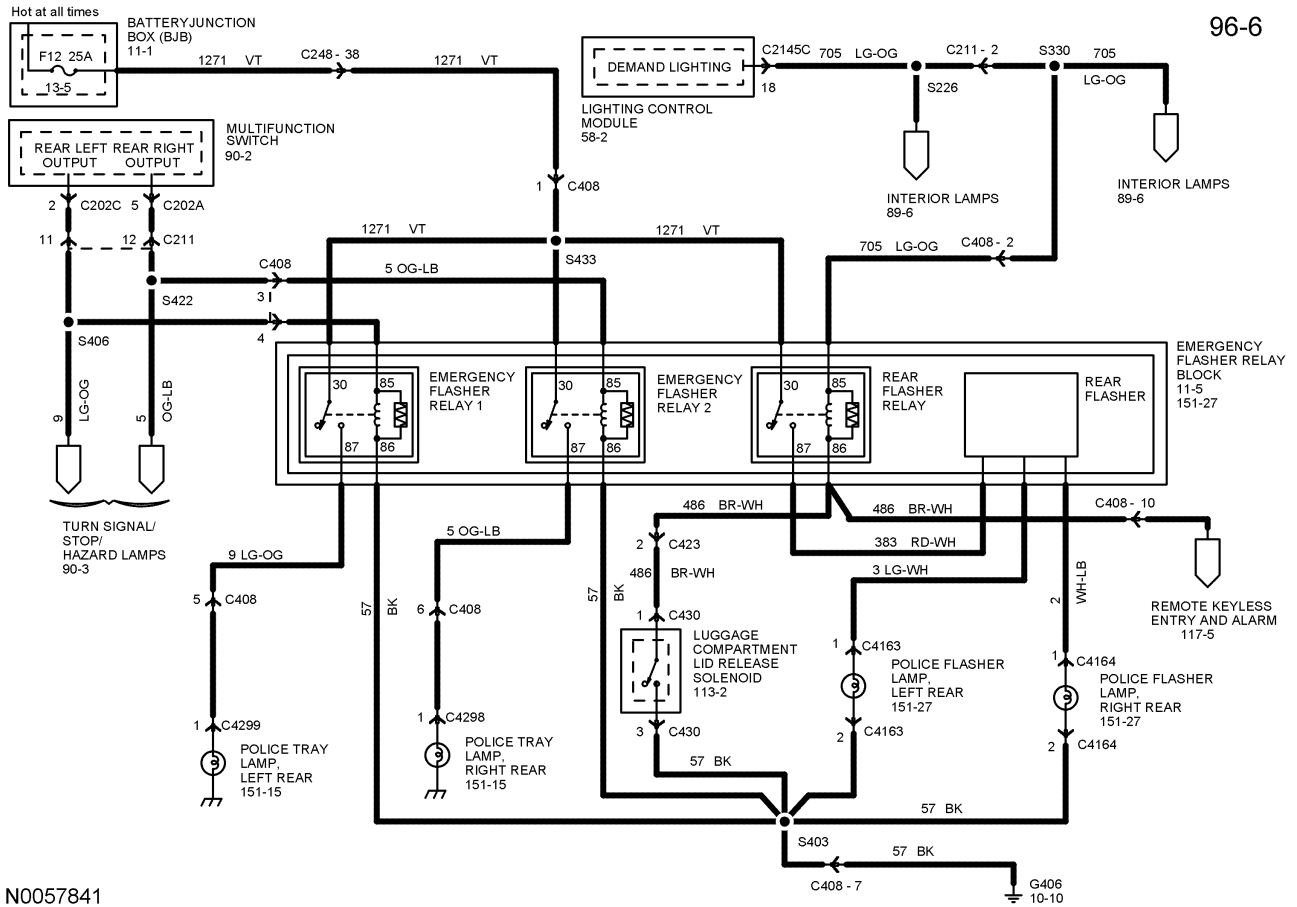 Hot at all times
BATTERYJUNCTION
BOX (BJB)
11-1
F12 25A
13-5
1271 VT
C248 - 38
1271 VT
96-6
DEMAND LIGHTING
C2145C
18
705 LG-OG
C211 - 2
S330
705
LG-OG
S226
LIGHTING CONTROL
MODULE
58-2
INTERIOR LAMPS
89-6
INTERIOR LAMPS
89-6
MULTIFUNCTION
SWITCH
90-2
REAR LEFT
OUTPUT
REAR RIGHT
OUTPUT
2 C202C
5 C202A
11
12 C211
1 C408
1271 VT
1271 VT
S433
705 LG-OG
C408 - 2
C408
3
4
5 OG-LB
S422
S406
9
LG-OG
5
OG-LB
TURN SIGNAL/
STOP/
HAZARD LAMPS
90-3
EMERGENCY
FLASHER RELAY
BLOCK
11-5
151-27
30
85
87
86
EMERGENCY
FLASHER
RELAY 1
30
85
87
86
EMERGENCY
FLASHER
RELAY 2
30
85
87
86
REAR
FLASHER
RELAY
REAR
FLASHER
486 BR-WH
486 BR-WH
C408 - 10
383 RD-WH
3 LG-WH
2
WH-LB
REMOTE KEYLESS
ENTRY AND ALARM
117-5
9 LG-OG
5 OG-LB
57
BK
57
BK
2 C423
486 BR-WH
1 C430
5 C408
6 C408
LUGGAGE
COMPARTMENT
LID RELEASE
SOLENOID
113-2
3 C430
1 C4163
POLICE FLASHER
LAMP,
LEFT REAR
151-27
2 C4163
1 C4164
POLICE FLASHER
LAMP,
RIGHT REAR
151-27
2 C4164
1 C4299
POLICE TRAY
LAMP,
LEFT REAR
151-15
1 C4298
POLICE TRAY
LAMP,
RIGHT REAR
151-15
57 BK
57 BK
S403
57 BK
C408 - 7
G406
10-10
N0057841